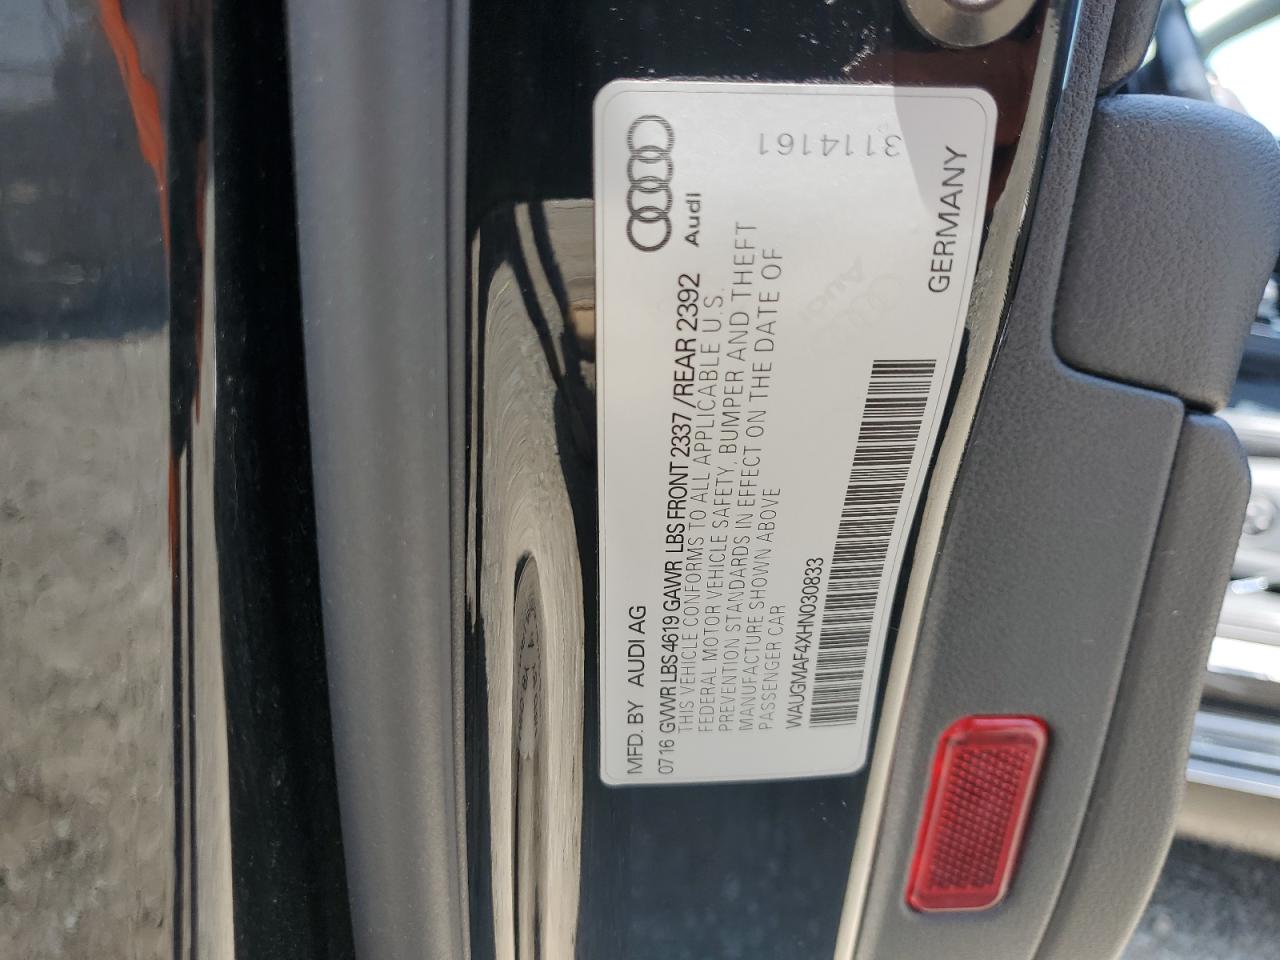 Audi
3114161
GERMANY
MFD. BY AUDI AG
07 16 GVWR LBS 4619 GAWR LBS FRONT 2337 /REAR 2392
THIS VEHICLE CONFORMS TO ALL APPLICABLE U.S.
FEDERAL MOTOR VEHICLE SAFETY, BUMPER AND THEFT
PREVENTION STANDARDS IN EFFECT ON THE DATE OF
MANUFACTURE SHOWN ABOVE
PASSENGER CAR
WAUGMAF4XHN030833